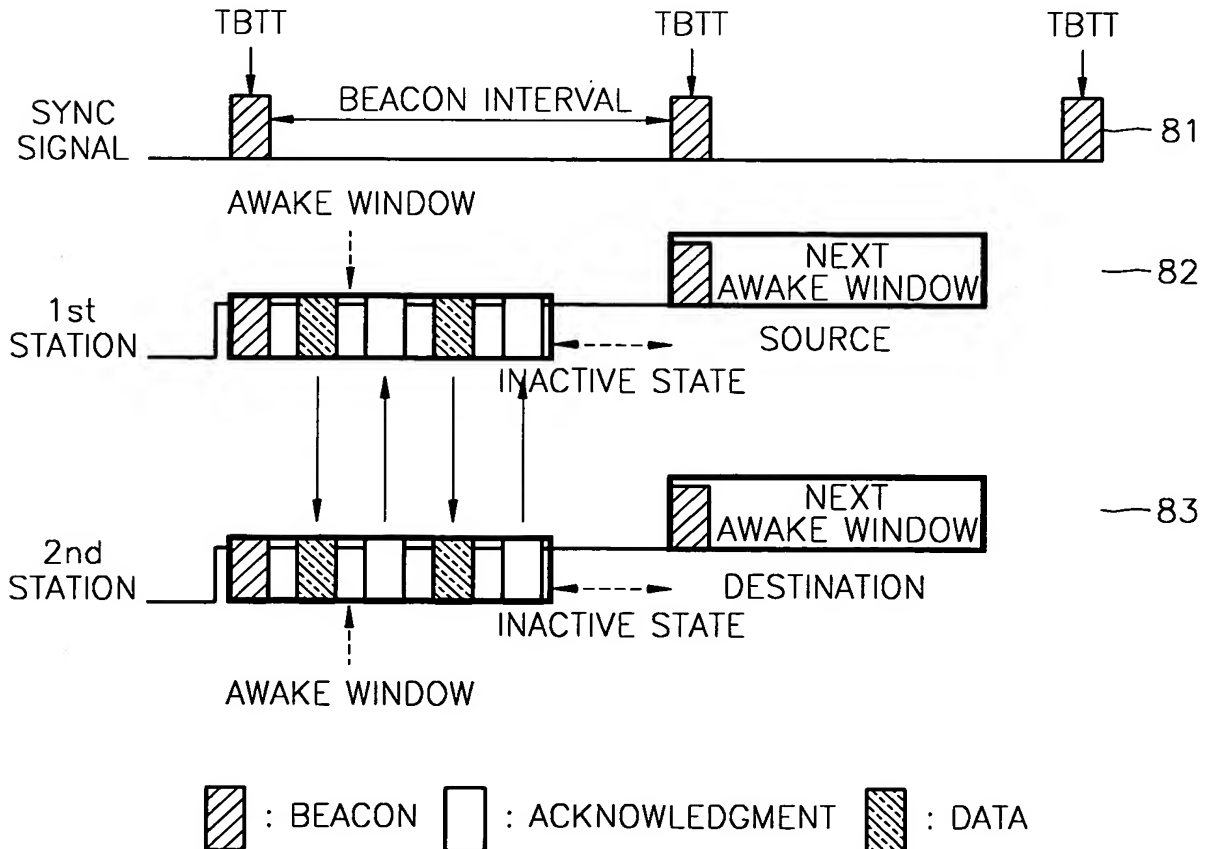 TBTT TBTT TBTT
BEACON INTERVAL
SYNC
SIGNAL
81
AWAKE WINDOW
NEXT
AWAKE WINDOW
82
1st
STATION
SOURCE
INACTIVE STATE
NEXT
AWAKE WINDOW
83
2nd
STATION
DESTINATION
INACTIVE STATE
AWAKE WINDOW
: BEACON : ACKNOWLEDGMENT : DATA